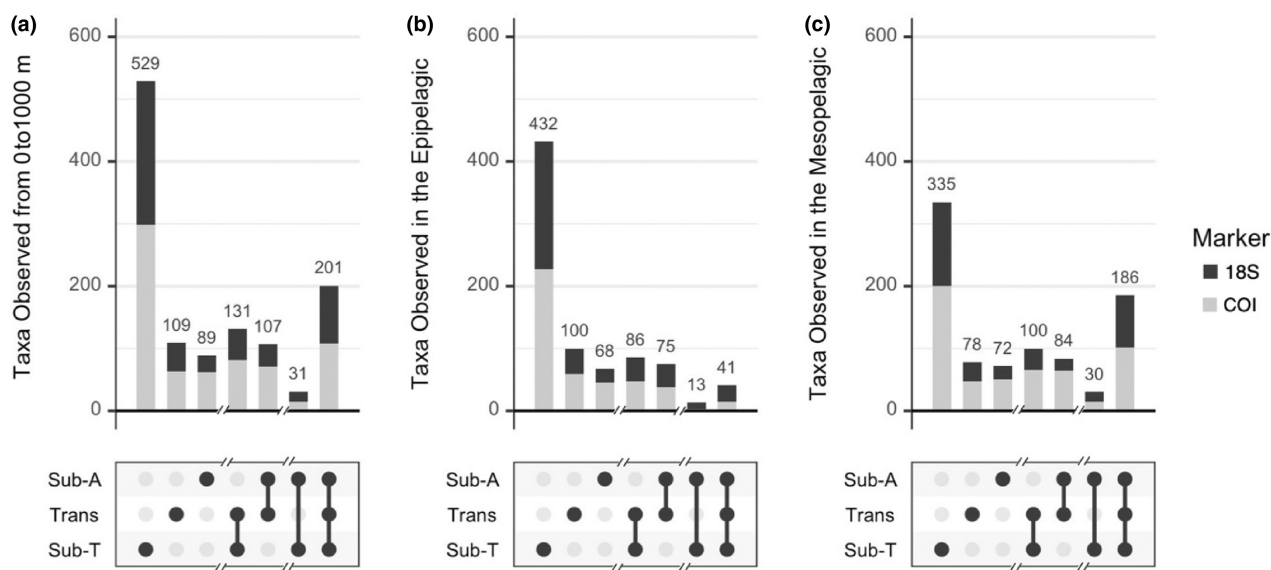 (a)
Taxa Observed from 0to1000 m
600
400
200
0
529
109
89
131
107
31
201
Sub-A
Trans
Sub-T
(b)
Taxa Observed in the Epipelagic
600
400
200
0
432
100
68
86
75
13
41
Sub-A
Trans
Sub-T
(c)
Taxa Observed in the Mesopelagic
600
400
200
0
335
78
72
100
84
30
186
Sub-A
Trans
Sub-T
Marker
18S
COI